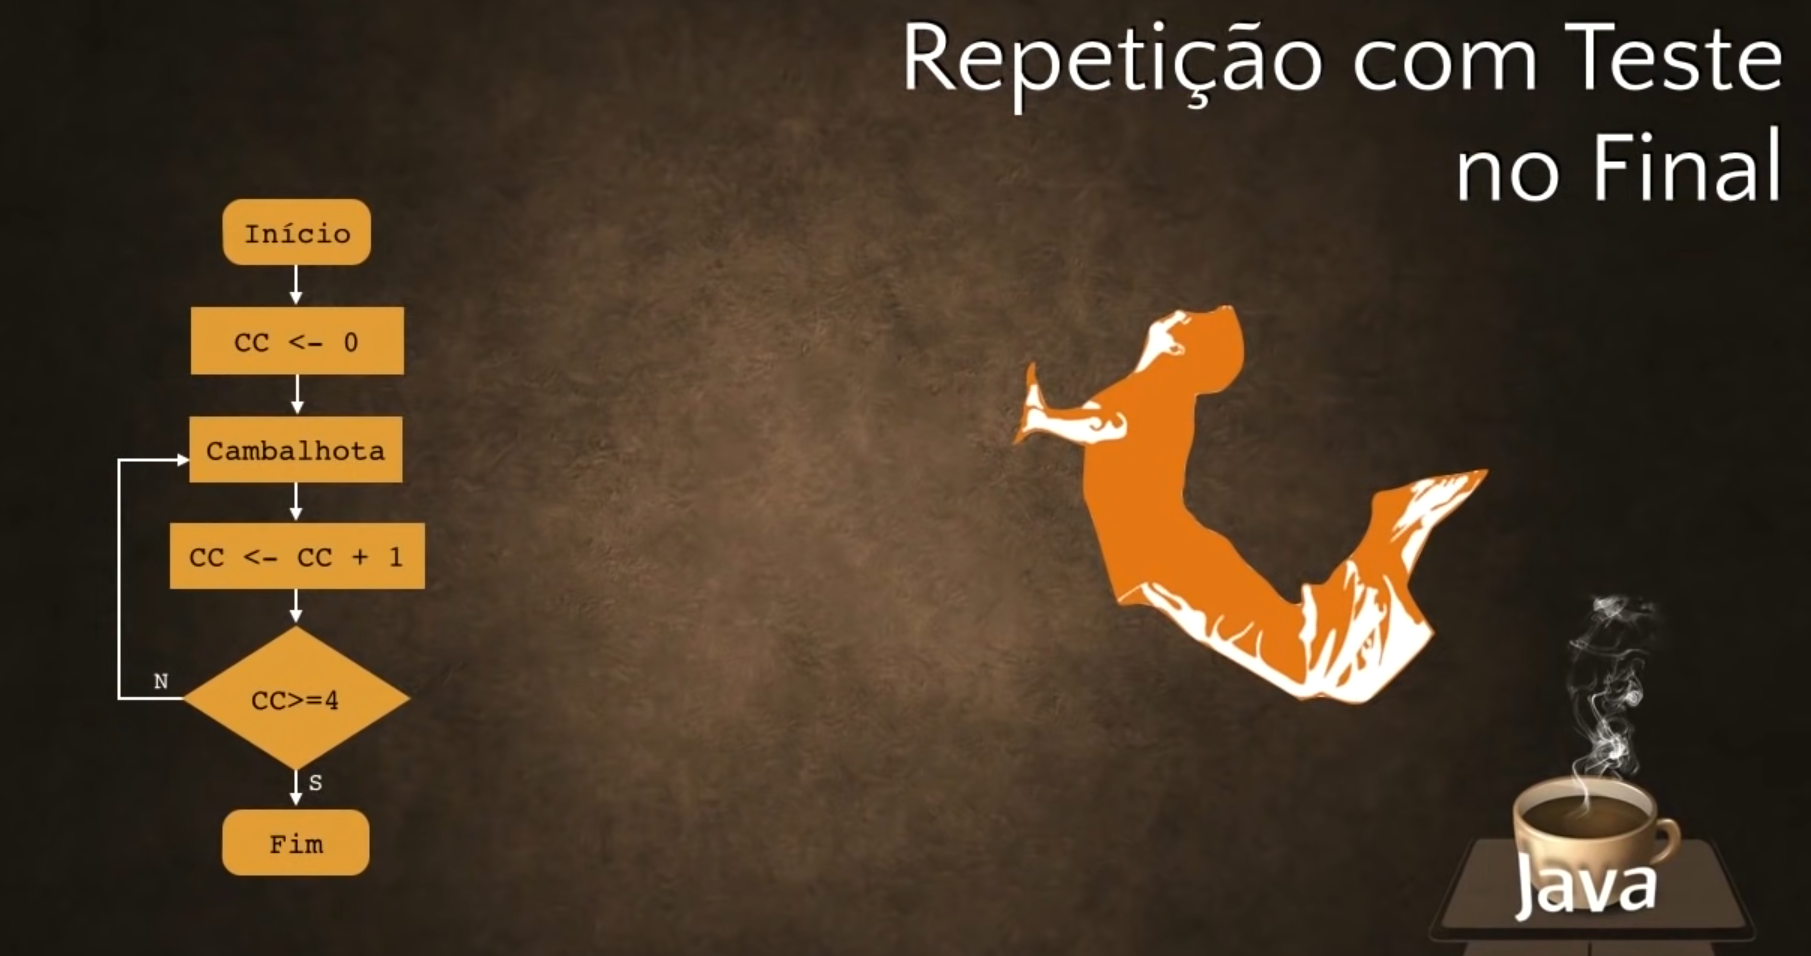 Repetição com Teste
no Final
Início
CC <- 0
Cambalhota
CC <- CC + 1
N
CC>=4
S
Fim
Java